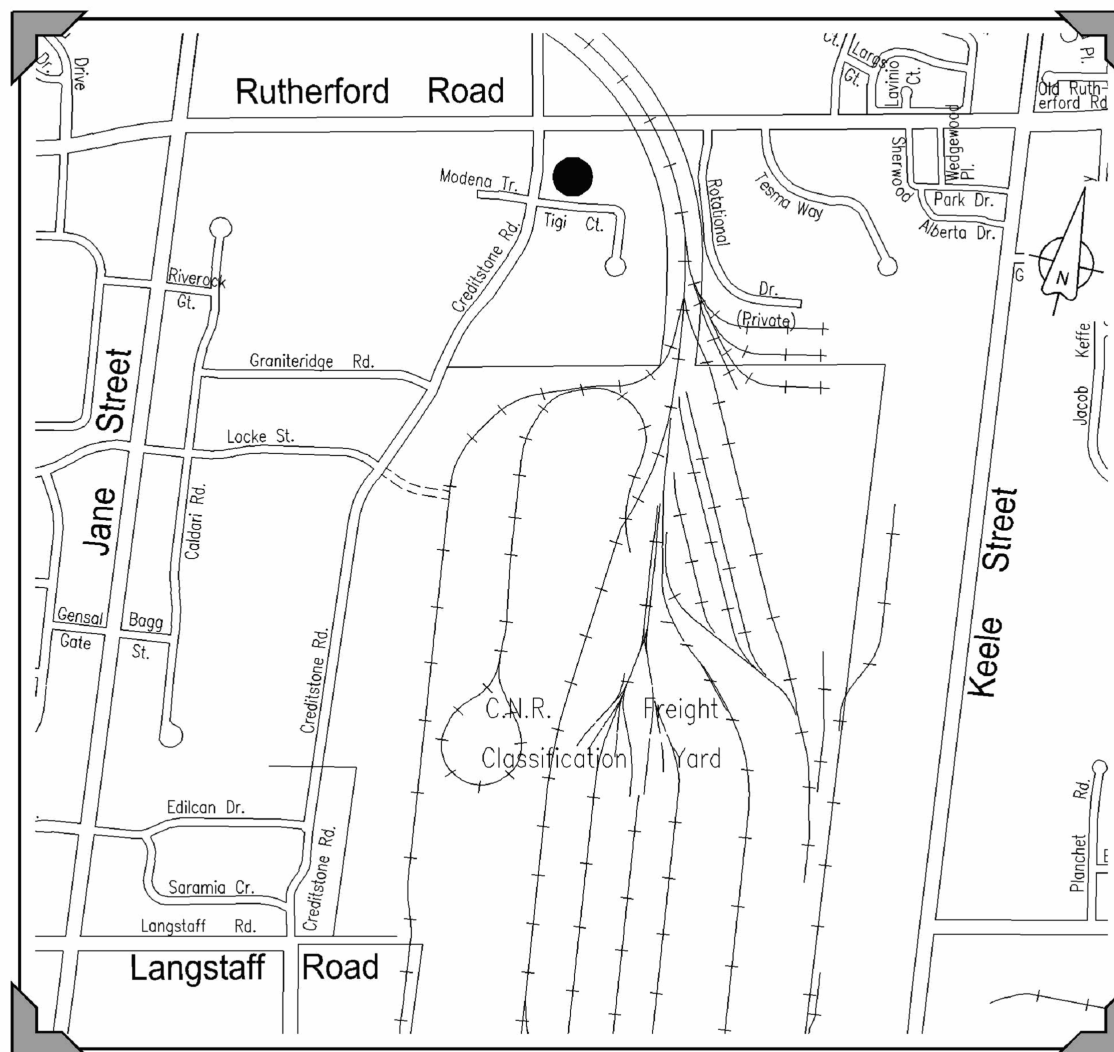 Dr.
Drive
Rutherford Road
Ct.
Largs
Gt.
Lavinio
Ct.
Pl.
Old Ruth-
erford Rd
Wedgewood
Pl.
Sherwood
Park Dr.
Alberta Dr.
Modena Tr.
Tigi Ct.
Creditstone Rd.
Rotational
Dr.
(Private)
Tesma Way
N
y
G
Riverock
Gt.
Graniteridge Rd.
Jane Street
Locke St.
Caldari Rd.
Jacob Keffe
Keele Street
Gensal
Gate
Bagg
St.
Creditstone Rd.
C.N.R. Freight
Classification Yard
Edilcan Dr.
Saramia Cr.
Creditstone Rd.
Langstaff Rd.
Langstaff Road
Planchet Rd.
E